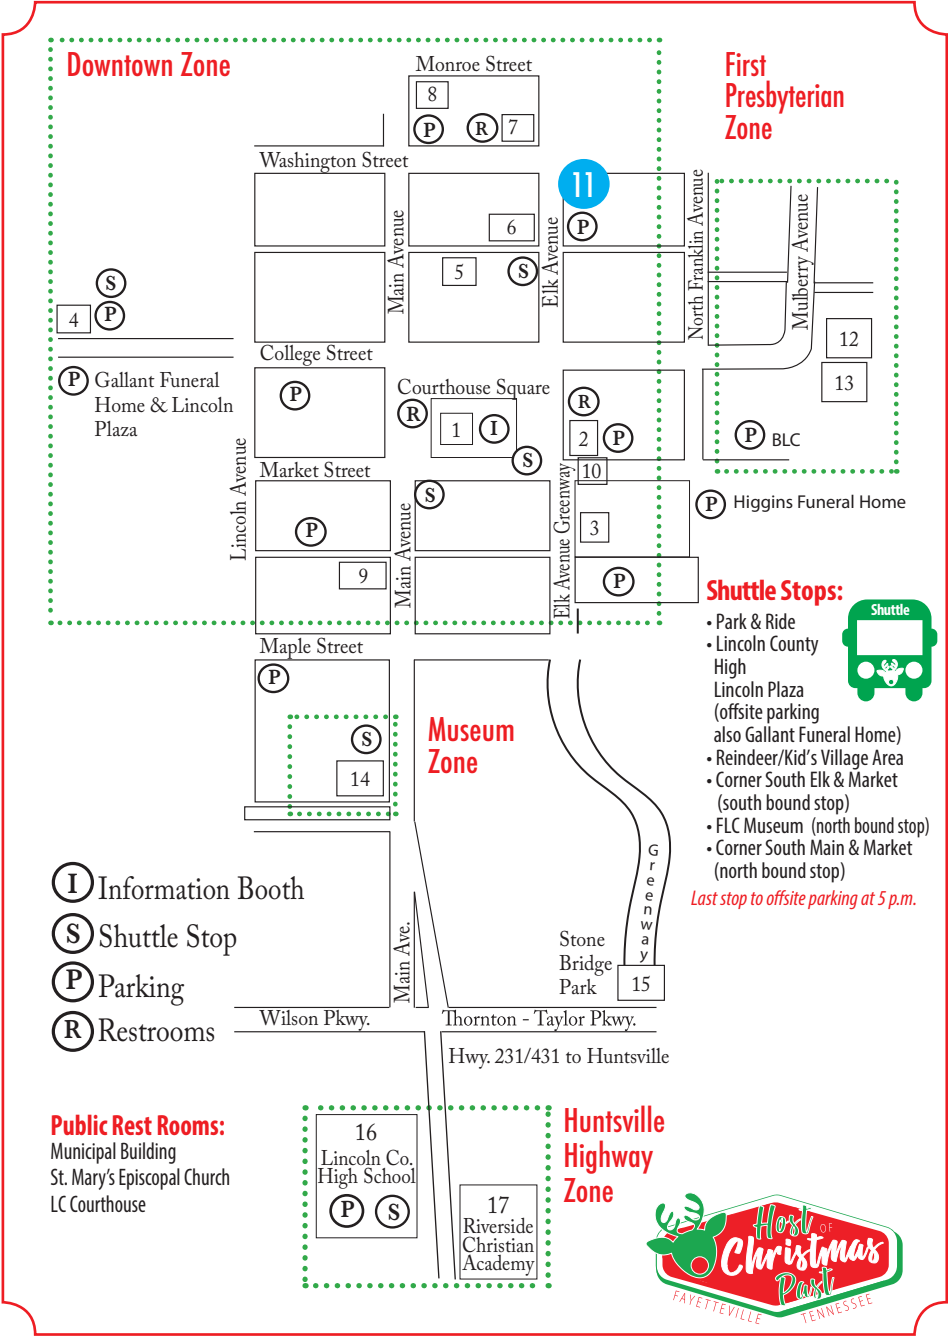 Downtown Zone
Monroe Street
8
P
R
7
First
Presbyterian
Zone
Washington Street
11
P
6
Main Avenue
Elk Avenue
North Franklin Avenue
Mulberry Avenue
5
S
S
P
4
12
13
College Street
P
Gallant Funeral
Home & Lincoln
Plaza
P
Courthouse Square
R
1
I
S
R
2
P
10
P
BLC
Lincoln Avenue
Market Street
S
P
Main Avenue
Elk Avenue Greenway
3
P
Higgins Funeral Home
9
P
Shuttle Stops:
• Park & Ride
• Lincoln County
High
Lincoln Plaza
(offsite parking
also Gallant Funeral Home)
• Reindeer/Kid's Village Area
• Corner South Elk & Market
(south bound stop)
• FLC Museum (north bound stop)
• Corner South Main & Market
(north bound stop)
Last stop to offsite parking at 5 p.m.
Shuttle
Maple Street
P
S
14
Museum
Zone
Greenway
Stone
Bridge
Park
15
I Information Booth
S Shuttle Stop
P Parking
R Restrooms
Main Ave.
Wilson Pkwy.
Thornton - Taylor Pkwy.
Hwy. 231/431 to Huntsville
Public Rest Rooms:
Municipal Building
St. Mary's Episcopal Church
LC Courthouse
16
Lincoln Co.
High School
P
S
17
Riverside
Christian
Academy
Huntsville
Highway
Zone
Host OF
Christmas
Past
FAYETTEVILLE TENNESSEE